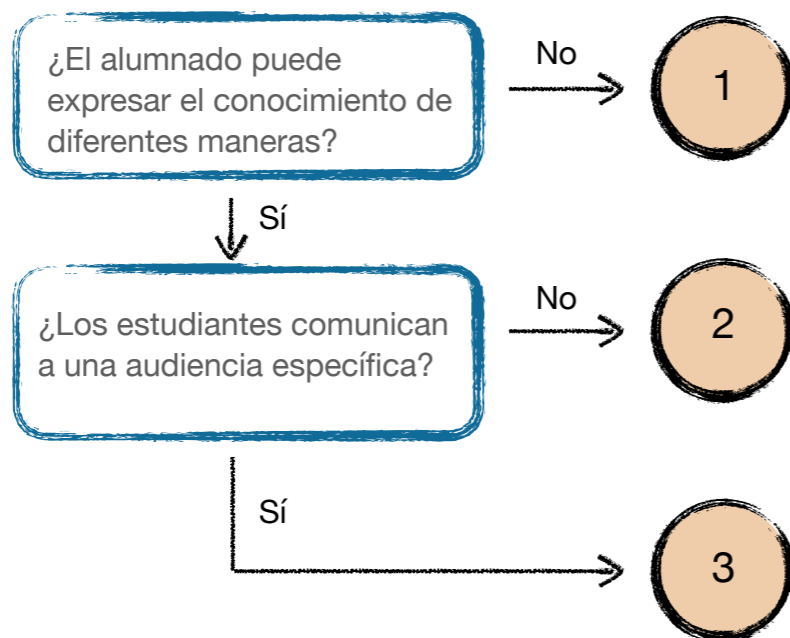 ¿El alumnado puede
expresar el conocimiento de
diferentes maneras?
No
1
Sí
¿Los estudiantes comunican
a una audiencia específica?
No
2
Sí
3